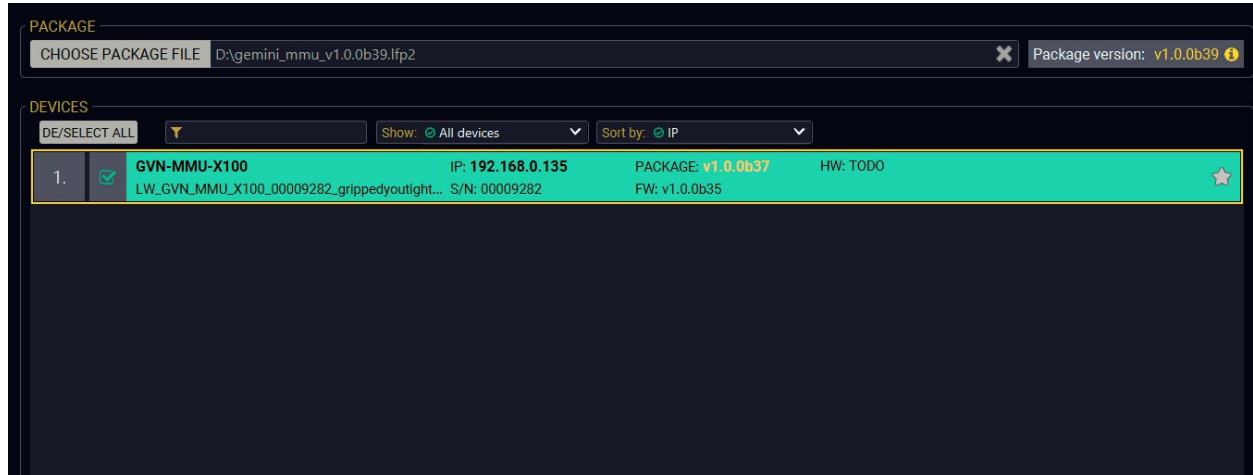 PACKAGE
CHOOSE PACKAGE FILE D:\gemini_mmu_v1.0.0b39.lfp2 Package version: v1.0.0b39
DEVICES
DE/SELECT ALL Show: All devices Sort by: IP
1. GVN-MMU-X100 IP: 192.168.0.135 PACKAGE: v1.0.0b37 HW: TODO
LW_GVN_MMU_X100_00009282_grippedyoutight... S/N: 00009282 FW: v1.0.0b35